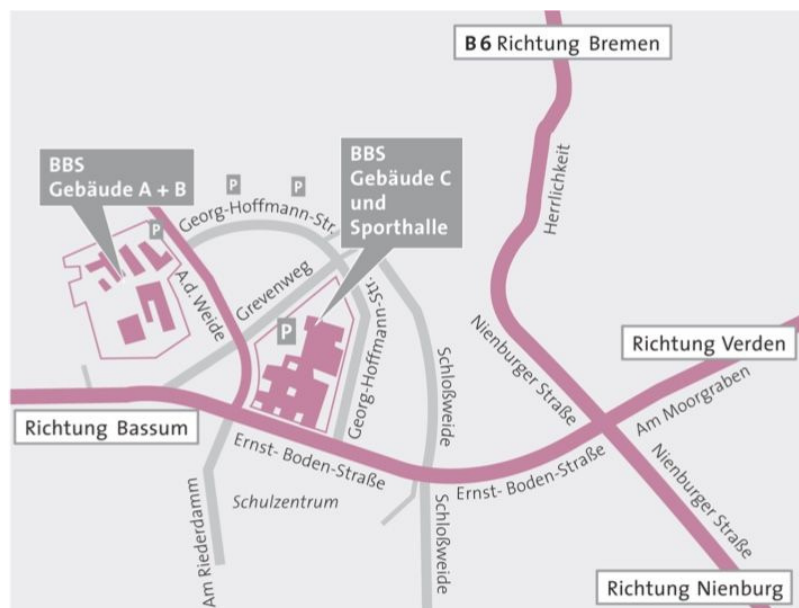 B6 Richtung Bremen
BBS
Gebäude A + B
BBS
Gebäude C
und
Sporthalle
P
P
P
P
Georg-Hoffmann-Str.
Herrlichkeit
A.d. Weide
Grevenweg
Georg-Hoffmann-Str.
Schloßweide
Nienburger Straße
Richtung Verden
Am Moorgraben
Richtung Bassum
Ernst- Boden-Straße
Ernst- Boden-Straße
Nienburger Straße
Schulzentrum
Am Riederdamm
Schloßweide
Richtung Nienburg